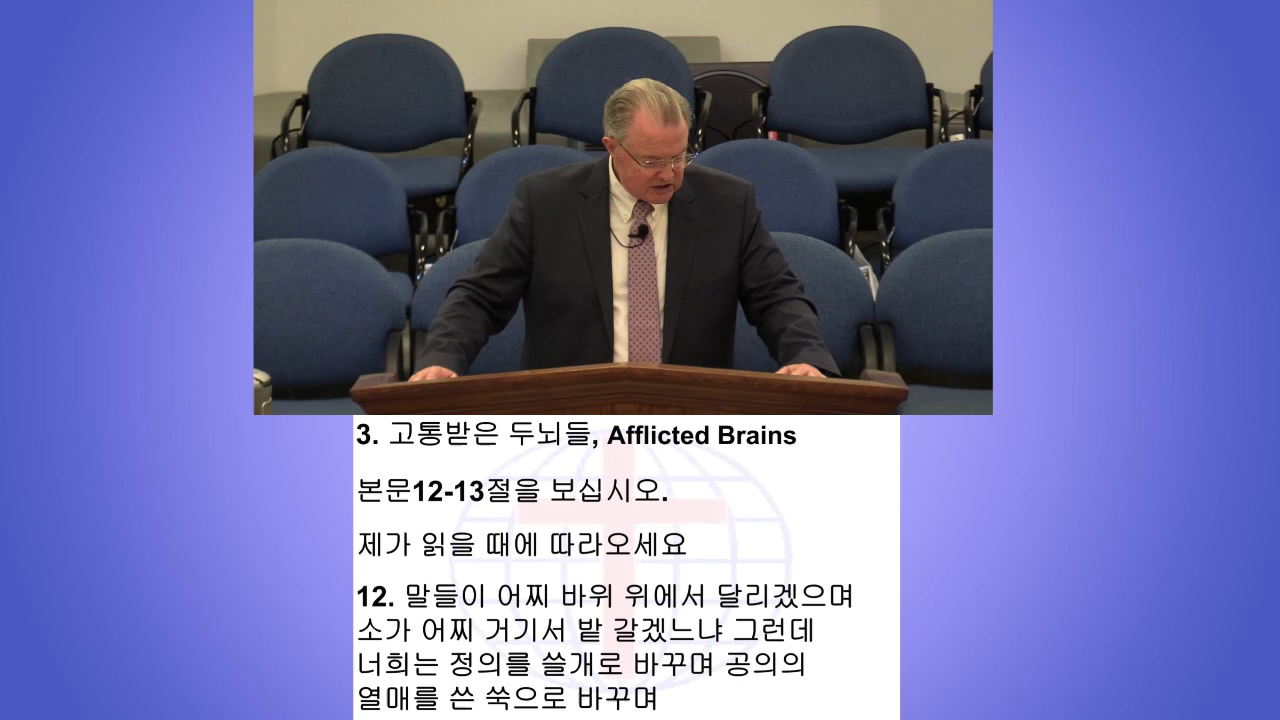 3. 고통받은 두뇌들, Afflicted Brains
본문12-13절을 보십시오.
제가 읽을 때에 따라오세요
12. 말들이 어찌 바위 위에서 달리겠으며
소가 어찌 거기서 밭 갈겠느냐 그런데
너희는 정의를 쓸개로 바꾸며 공의의
열매를 쓴 쑥으로 바꾸며